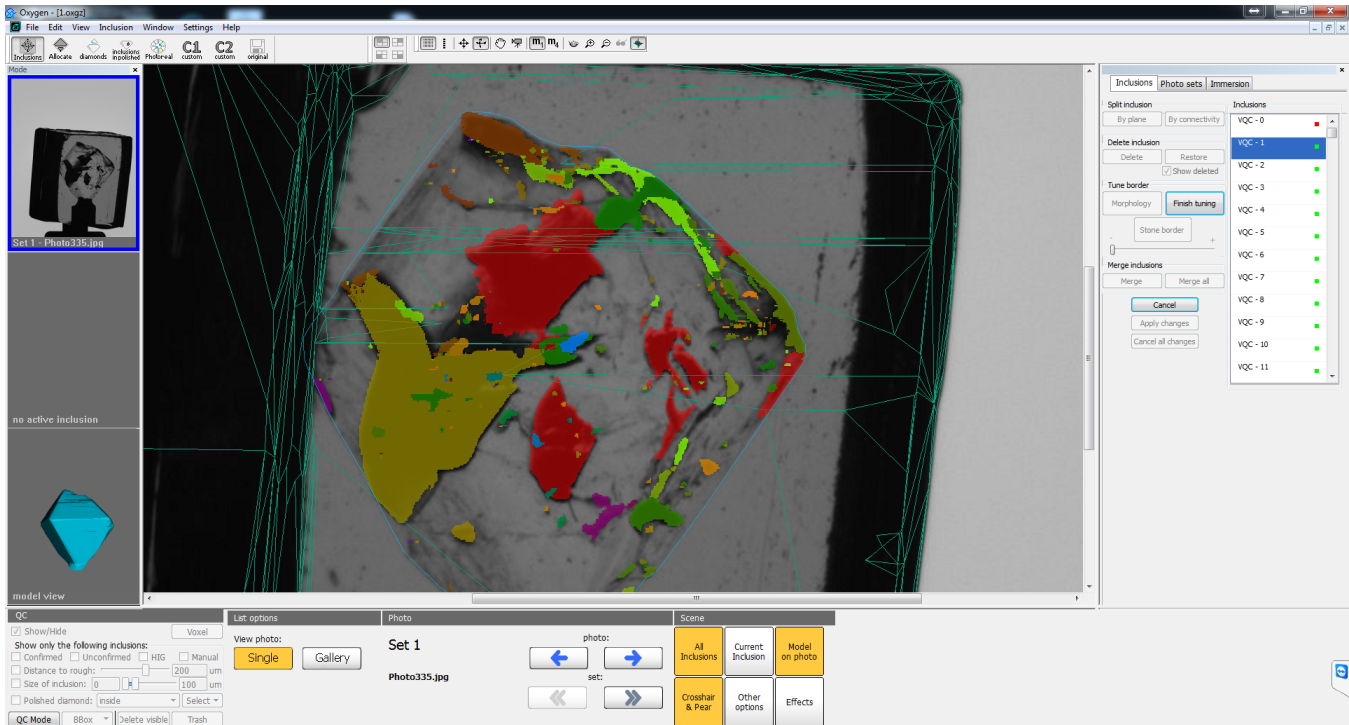 Oxygen - [1.oxgz]
File Edit View Inclusion Window Settings Help
Inclusions Allocate diamonds inclusions inpolished Photoreal C1 custom C2 custom original
m1 m4
Mode
Set 1 - Photo335.jpg
no active inclusion
model view
Inclusions Photo sets Immersion
Split inclusion
By plane By connectivity
Delete inclusion
Delete Restore
Show deleted
Tune border
Morphology Finish tuning
Stone border
- +
Merge inclusions
Merge Merge all
Cancel
Apply changes
Cancel all changes
Inclusions
VQC - 0
VQC - 1
VQC - 2
VQC - 3
VQC - 4
VQC - 5
VQC - 6
VQC - 7
VQC - 8
VQC - 9
VQC - 10
VQC - 11
QC
Show/Hide Voxel
Show only the following inclusions:
Confirmed Unconfirmed HIG Manual
Distance to rough: 200 um
Size of inclusion: 0 100 um
Polished diamond: inside Select
QC Mode BBox Delete visible Trash
List options
View photo:
Single Gallery
Photo
Set 1
Photo335.jpg
photo:
set:
Scene
All Inclusions
Current Inclusion
Model on photo
Crosshair & Pear
Other options
Effects